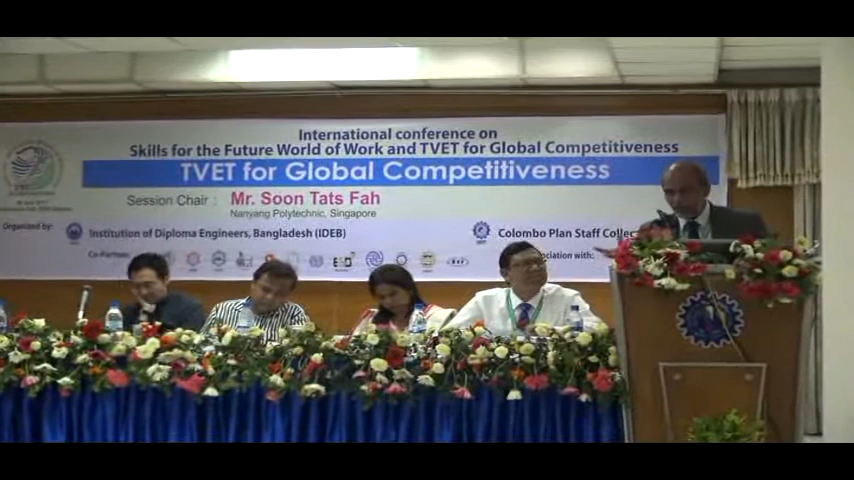 International conference on
Skills for the Future World of Work and TVET for Global Competitiveness
TVET for Global Competitiveness
Session Chair : Mr. Soon Tats Fah
Nanyang Polytechnic, Singapore
Organized by:
Institution of Diploma Engineers, Bangladesh (IDEB)
Colombo Plan Staff
Co-Partner